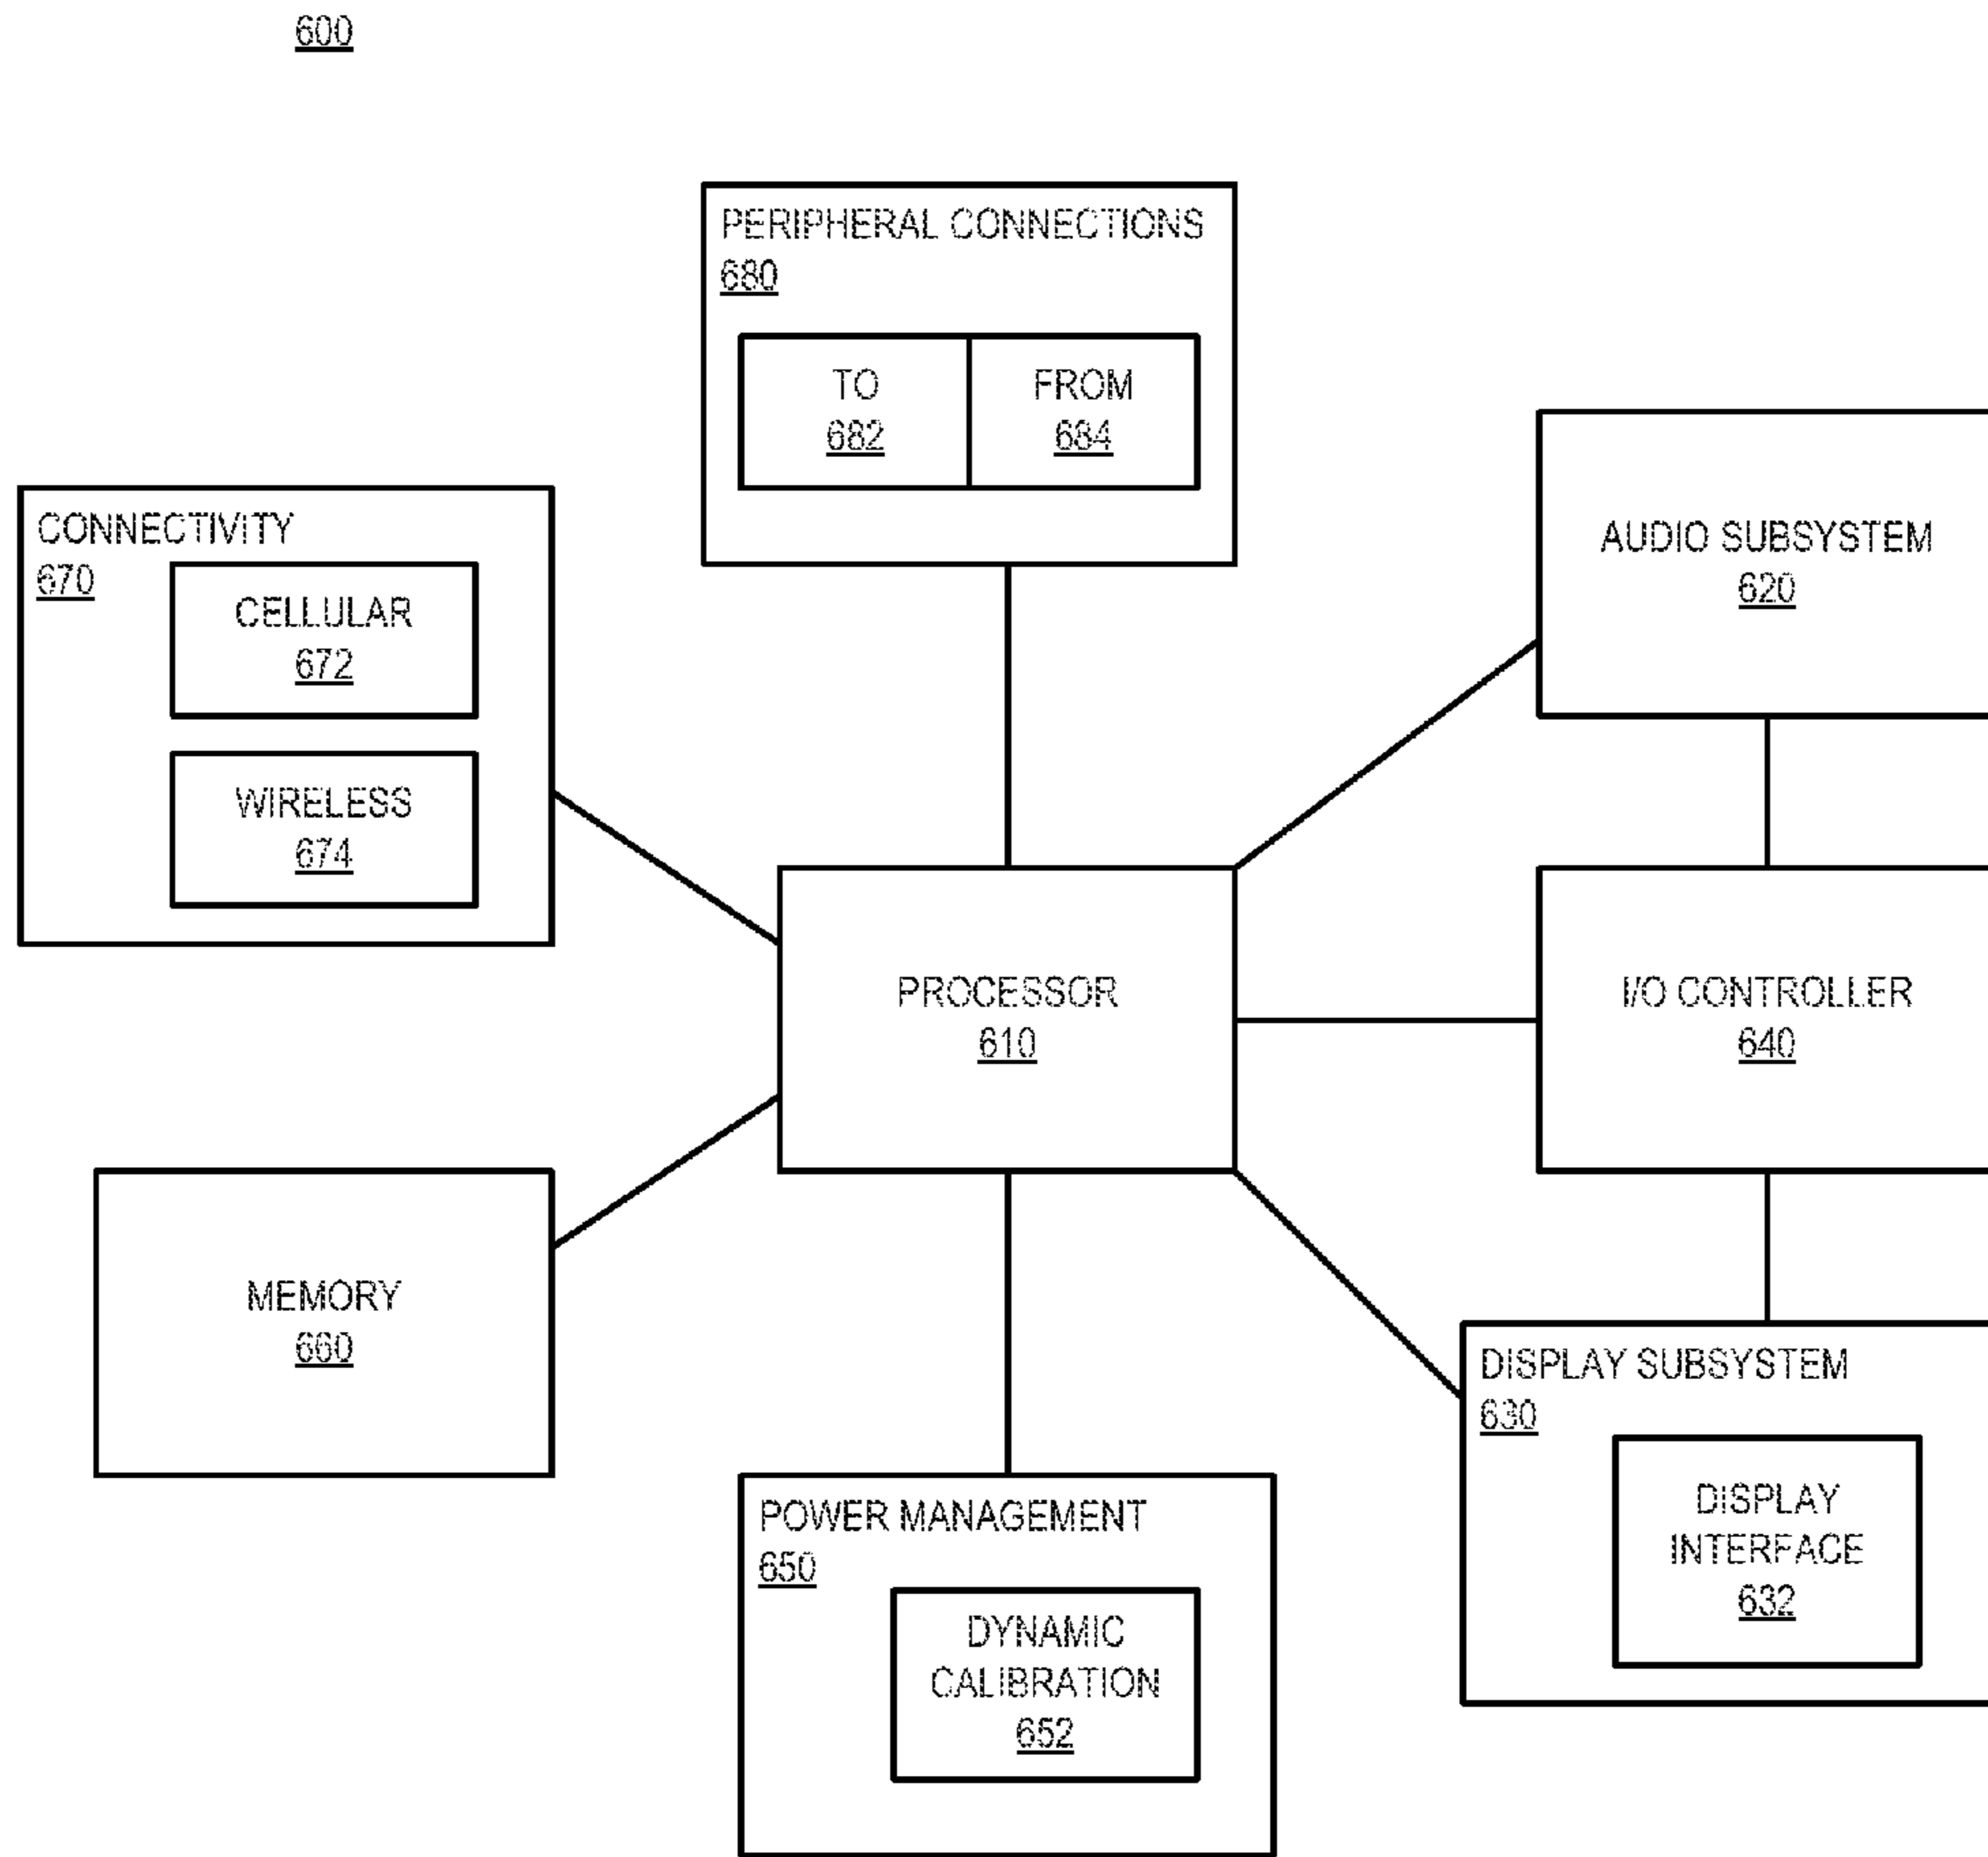 600
PERIPHERAL CONNECTIONS
680
TO
682
FROM
684
CONNECTIVITY
670
CELLULAR
672
WIRELESS
674
AUDIO SUBSYSTEM
620
PROCESSOR
610
I/O CONTROLLER
640
MEMORY
660
DISPLAY SUBSYSTEM
630
DISPLAY
INTERFACE
632
POWER MANAGEMENT
650
DYNAMIC
CALIBRATION
652